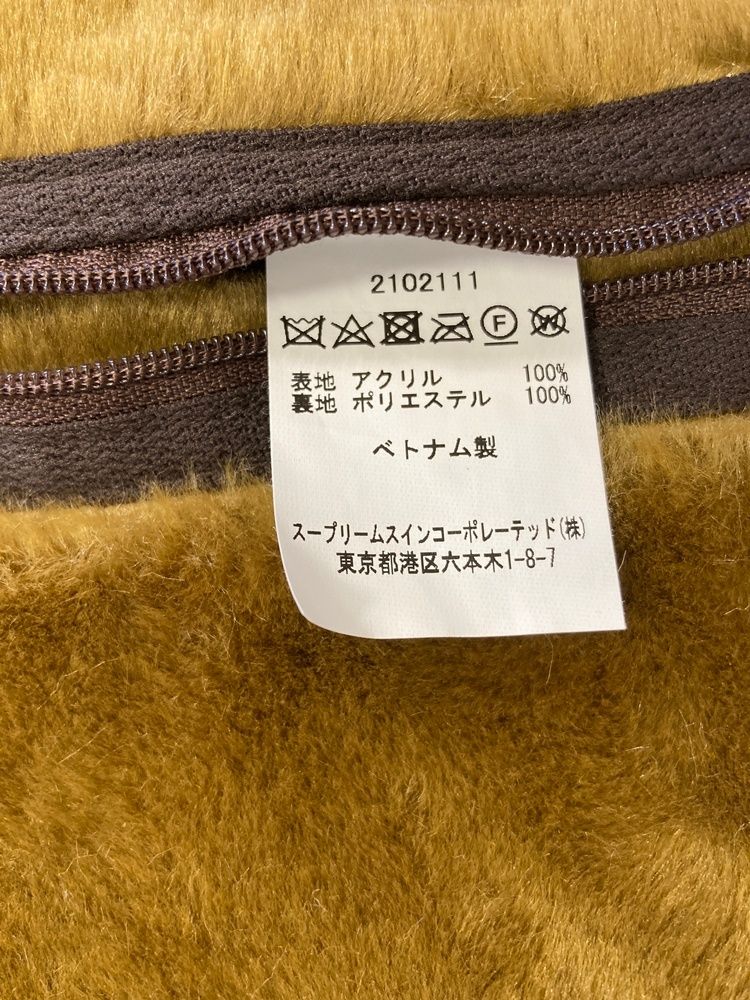 2102111
F W
表地 アクリル 100%
裏地 ポリエステル 100%
ベトナム製
スープリームスインコーポレーテッド(株)
東京都港区六本木1-8-7